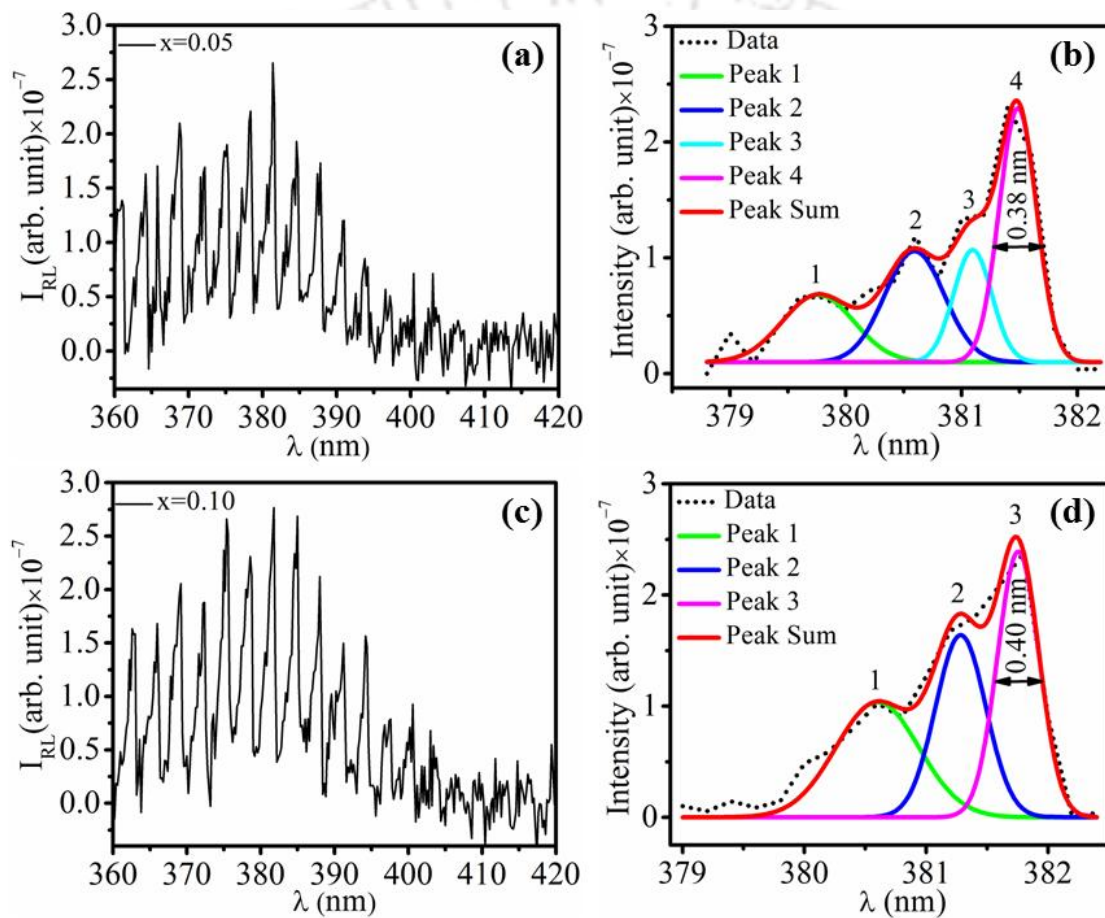 x=0.05
(a)
I_RL (arb. unit)×10⁻⁷
3.0
2.5
2.0
1.5
1.0
0.5
0.0
360 370 380 390 400 410 420
λ (nm)
(b)
Data
Peak 1
Peak 2
Peak 3
Peak 4
Peak Sum
1
2
3
4
0.38 nm
Intensity (arb. unit)×10⁻⁷
3
2
1
0
379 380 381 382
λ (nm)
x=0.10
(c)
I_RL (arb. unit)×10⁻⁷
3.0
2.5
2.0
1.5
1.0
0.5
0.0
360 370 380 390 400 410 420
λ (nm)
(d)
Data
Peak 1
Peak 2
Peak 3
Peak Sum
1
2
3
0.40 nm
Intensity (arb. unit)×10⁻⁷
3
2
1
0
379 380 381 382
λ (nm)